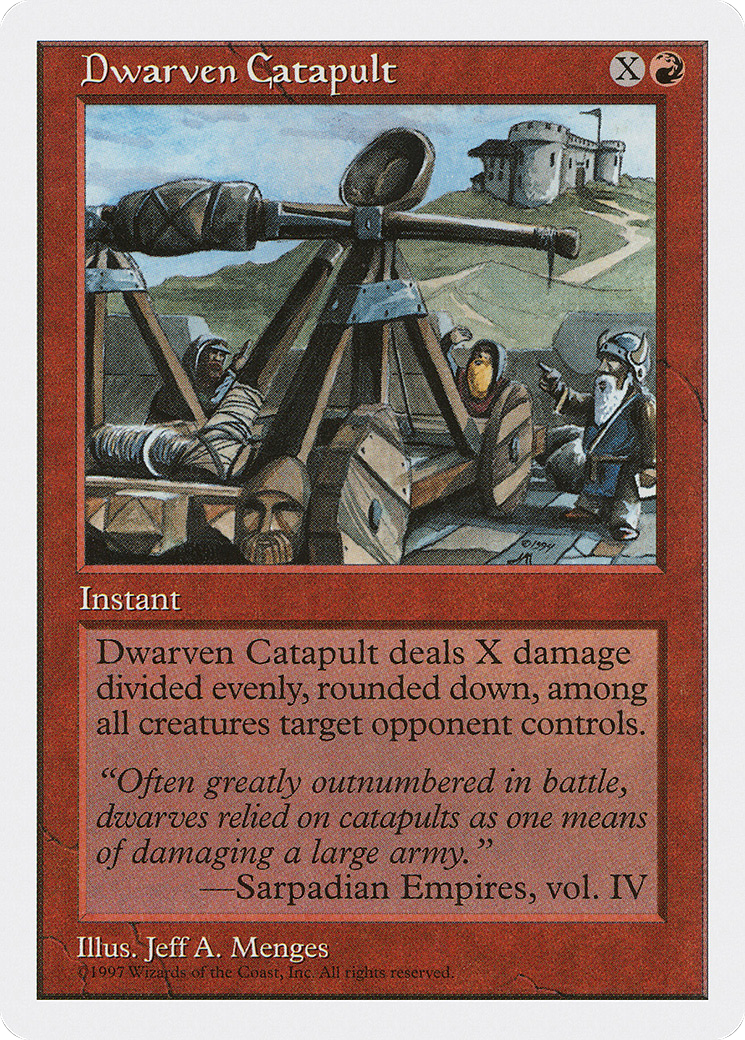 Dwarven Catapult X
©1994
Instant
Dwarven Catapult deals X damage
divided evenly, rounded down, among
all creatures target opponent controls.
“Often greatly outnumbered in battle,
dwarves relied on catapults as one means
of damaging a large army.”
—Sarpadian Empires, vol. IV
Illus. Jeff A. Menges
©1997 Wizards of the Coast, Inc. All rights reserved.